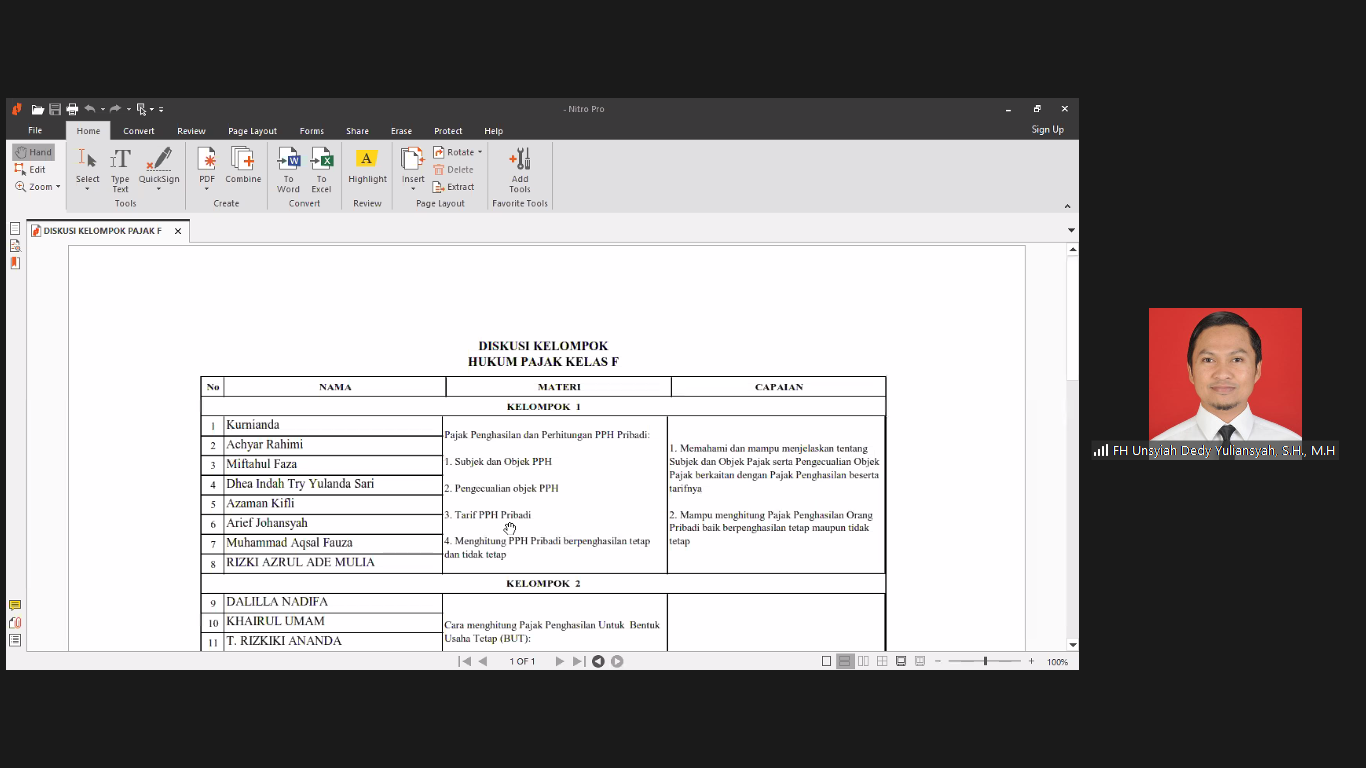 - Nitro Pro
File Home Convert Review Page Layout Forms Share Erase Protect Help Sign Up
Hand
Edit
Zoom
Select
Type Text
QuickSign
Tools
PDF
Combine
Create
To Word
To Excel
Convert
Highlight
Review
Insert
Rotate
Delete
Extract
Page Layout
Add Tools
Favorite Tools
DISKUSI KELOMPOK PAJAK F
DISKUSI KELOMPOK
HUKUM PAJAK KELAS F
No NAMA MATERI CAPAIAN
KELOMPOK 1
1 Kurnianda
2 Achyar Rahimi
3 Miftahul Faza
4 Dhea Indah Try Yulanda Sari
5 Azaman Kifli
6 Arief Johansyah
7 Muhammad Aqsal Fauza
8 RIZKI AZRUL ADE MULIA
Pajak Penghasilan dan Perhitungan PPH Pribadi:
1. Subjek dan Objek PPH
2. Pengecualian objek PPH
3. Tarif PPH Pribadi
4. Menghitung PPH Pribadi berpenghasilan tetap
dan tidak tetap
1. Memahami dan mampu menjelaskan tentang
Subjek dan Objek Pajak serta Pengecualian Objek
Pajak berkaitan dengan Pajak Penghasilan beserta
tarifnya
2. Mampu menghitung Pajak Penghasilan Orang
Pribadi baik berpenghasilan tetap maupun tidak
tetap
KELOMPOK 2
9 DALILLA NADIFA
10 KHAIRUL UMAM
11 T. RIZKIKI ANANDA
Cara menghitung Pajak Penghasilan Untuk Bentuk
Usaha Tetap (BUT):
1 OF 1
100%
FH Unsyiah Dedy Yuliansyah, S.H., M.H